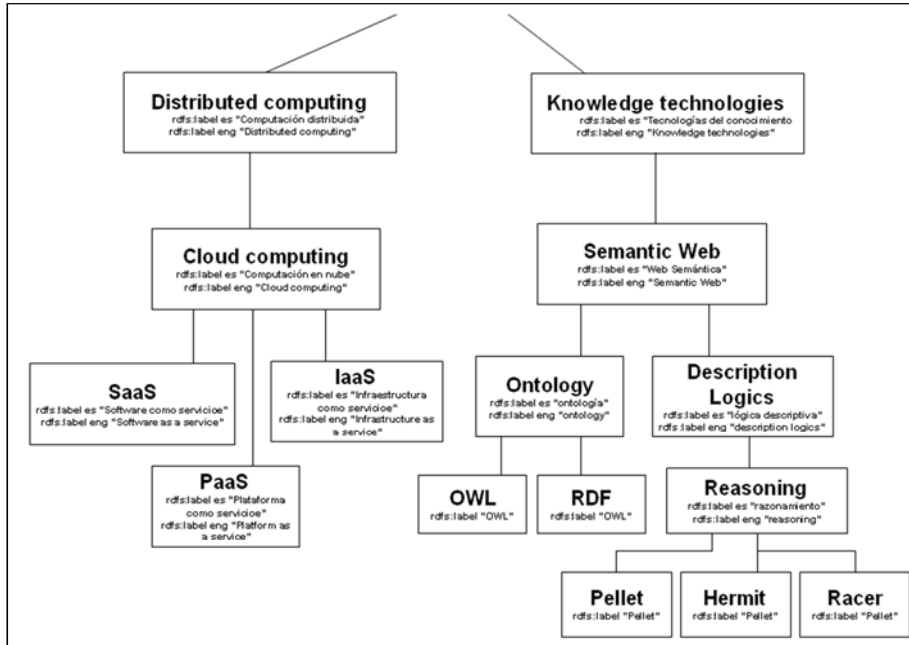 Distributed computing
rdfs:label es "Computación distribuida"
rdfs:label eng "Distributed computing"
Knowledge technologies
rdfs:label es "Tecnologías del conocimiento
rdfs:label eng "Knowledge technologies"
Cloud computing
rdfs:label es "Computación en nube"
rdfs:label eng "Cloud computing"
Semantic Web
rdfs:label es "Web Semántica"
rdfs:label eng "Semantic Web"
SaaS
rdfs:label es "Software como servicioe"
rdfs:label eng "Software as a service"
IaaS
rdfs:label es "Infraestructura
como servicioe"
rdfs:label eng "Infrastructure as
a service"
PaaS
rdfs:label es "Plataforma
como servicioe"
rdfs:label eng "Platform as
a service"
Ontology
rdfs:label es "ontología"
rdfs:label eng "ontology"
Description
Logics
rdfs:label es "lógica descriptiva"
rdfs:label eng "description logics"
OWL
rdfs:label "OWL"
RDF
rdfs:label "OWL"
Reasoning
rdfs:label es "razonamiento"
rdfs:label eng "reasoning"
Pellet
rdfs:label "Pellet"
Hermit
rdfs:label "Pellet"
Racer
rdfs:label "Pellet"